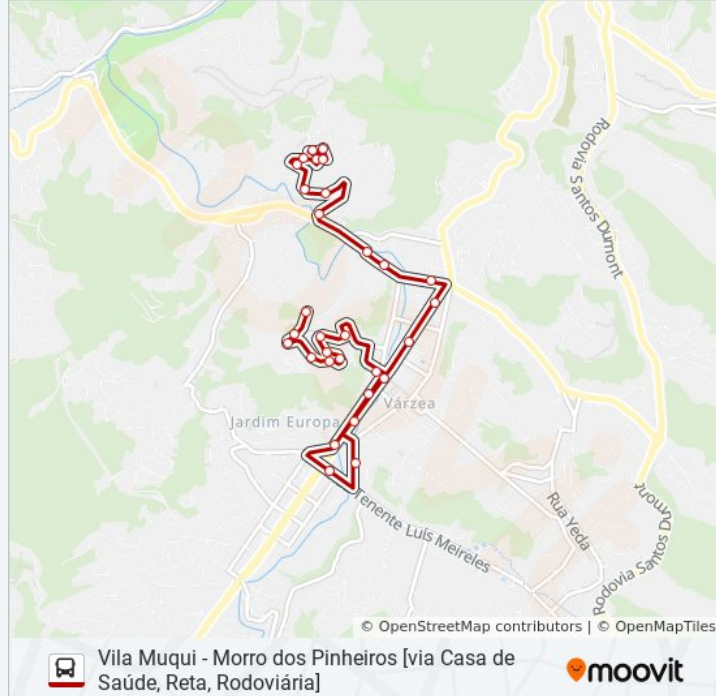 Rodovia Santos Dumont
Várzea
Jardim Europa
Tenente Luís Meireles
Rua Yeda
Rodovia Santos Dumont
© OpenStreetMap contributors | © OpenMapTiles
Vila Muqui - Morro dos Pinheiros [via Casa de
Saúde, Reta, Rodoviária]
moovit